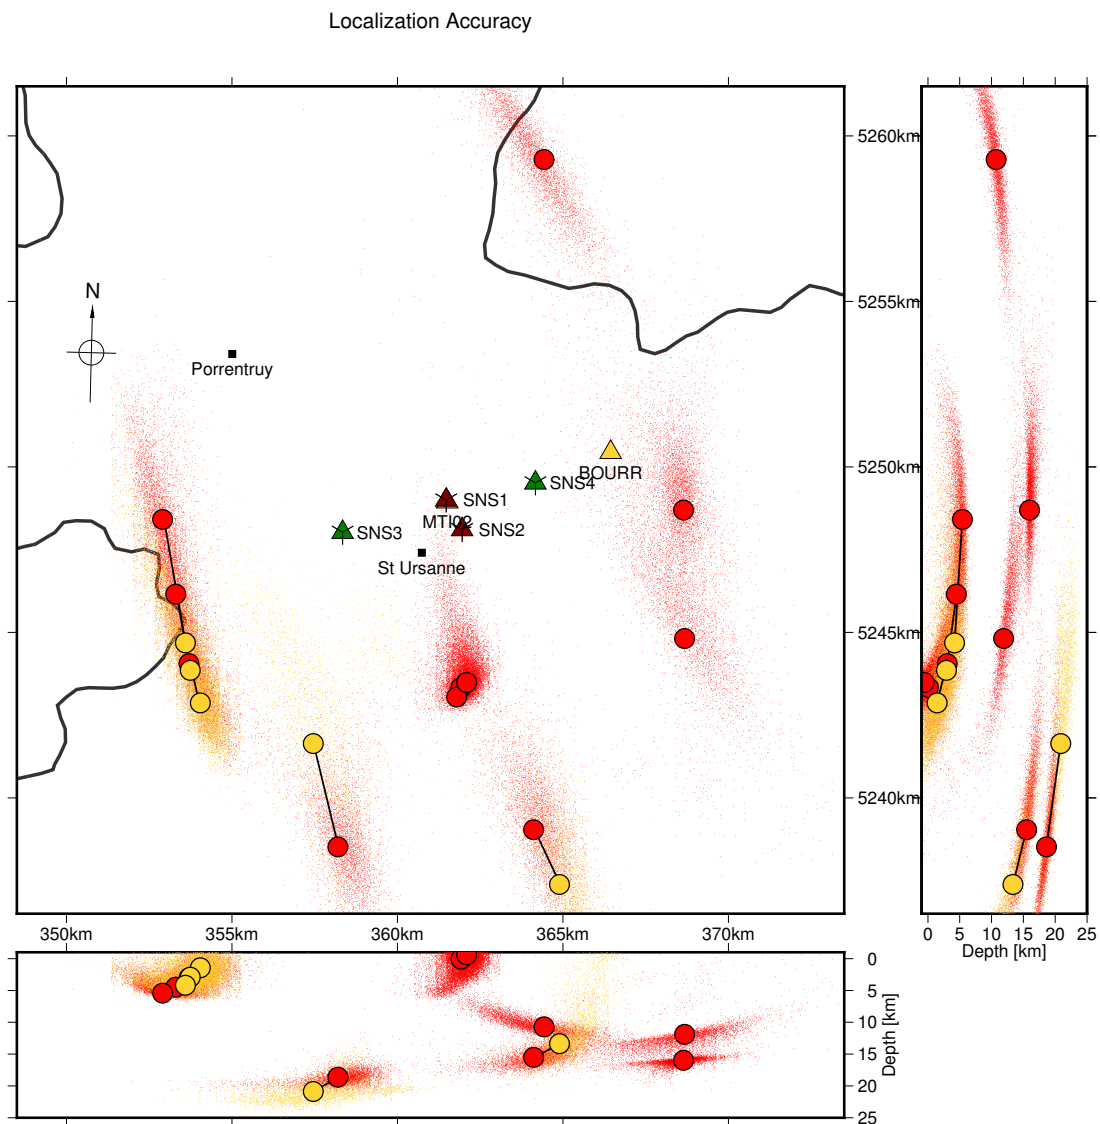 Localization Accuracy
5260km
N
5255km
Porrentruy
5250km
BOURR
SNS4
SNS1
MTI02
SNS3
SNS2
St Ursanne
5245km
5240km
350km 355km 360km 365km 370km
0 5 10 15 20 25
Depth [km]
0
5
10
15
20
25
Depth [km]